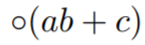 ∘(ab + c)